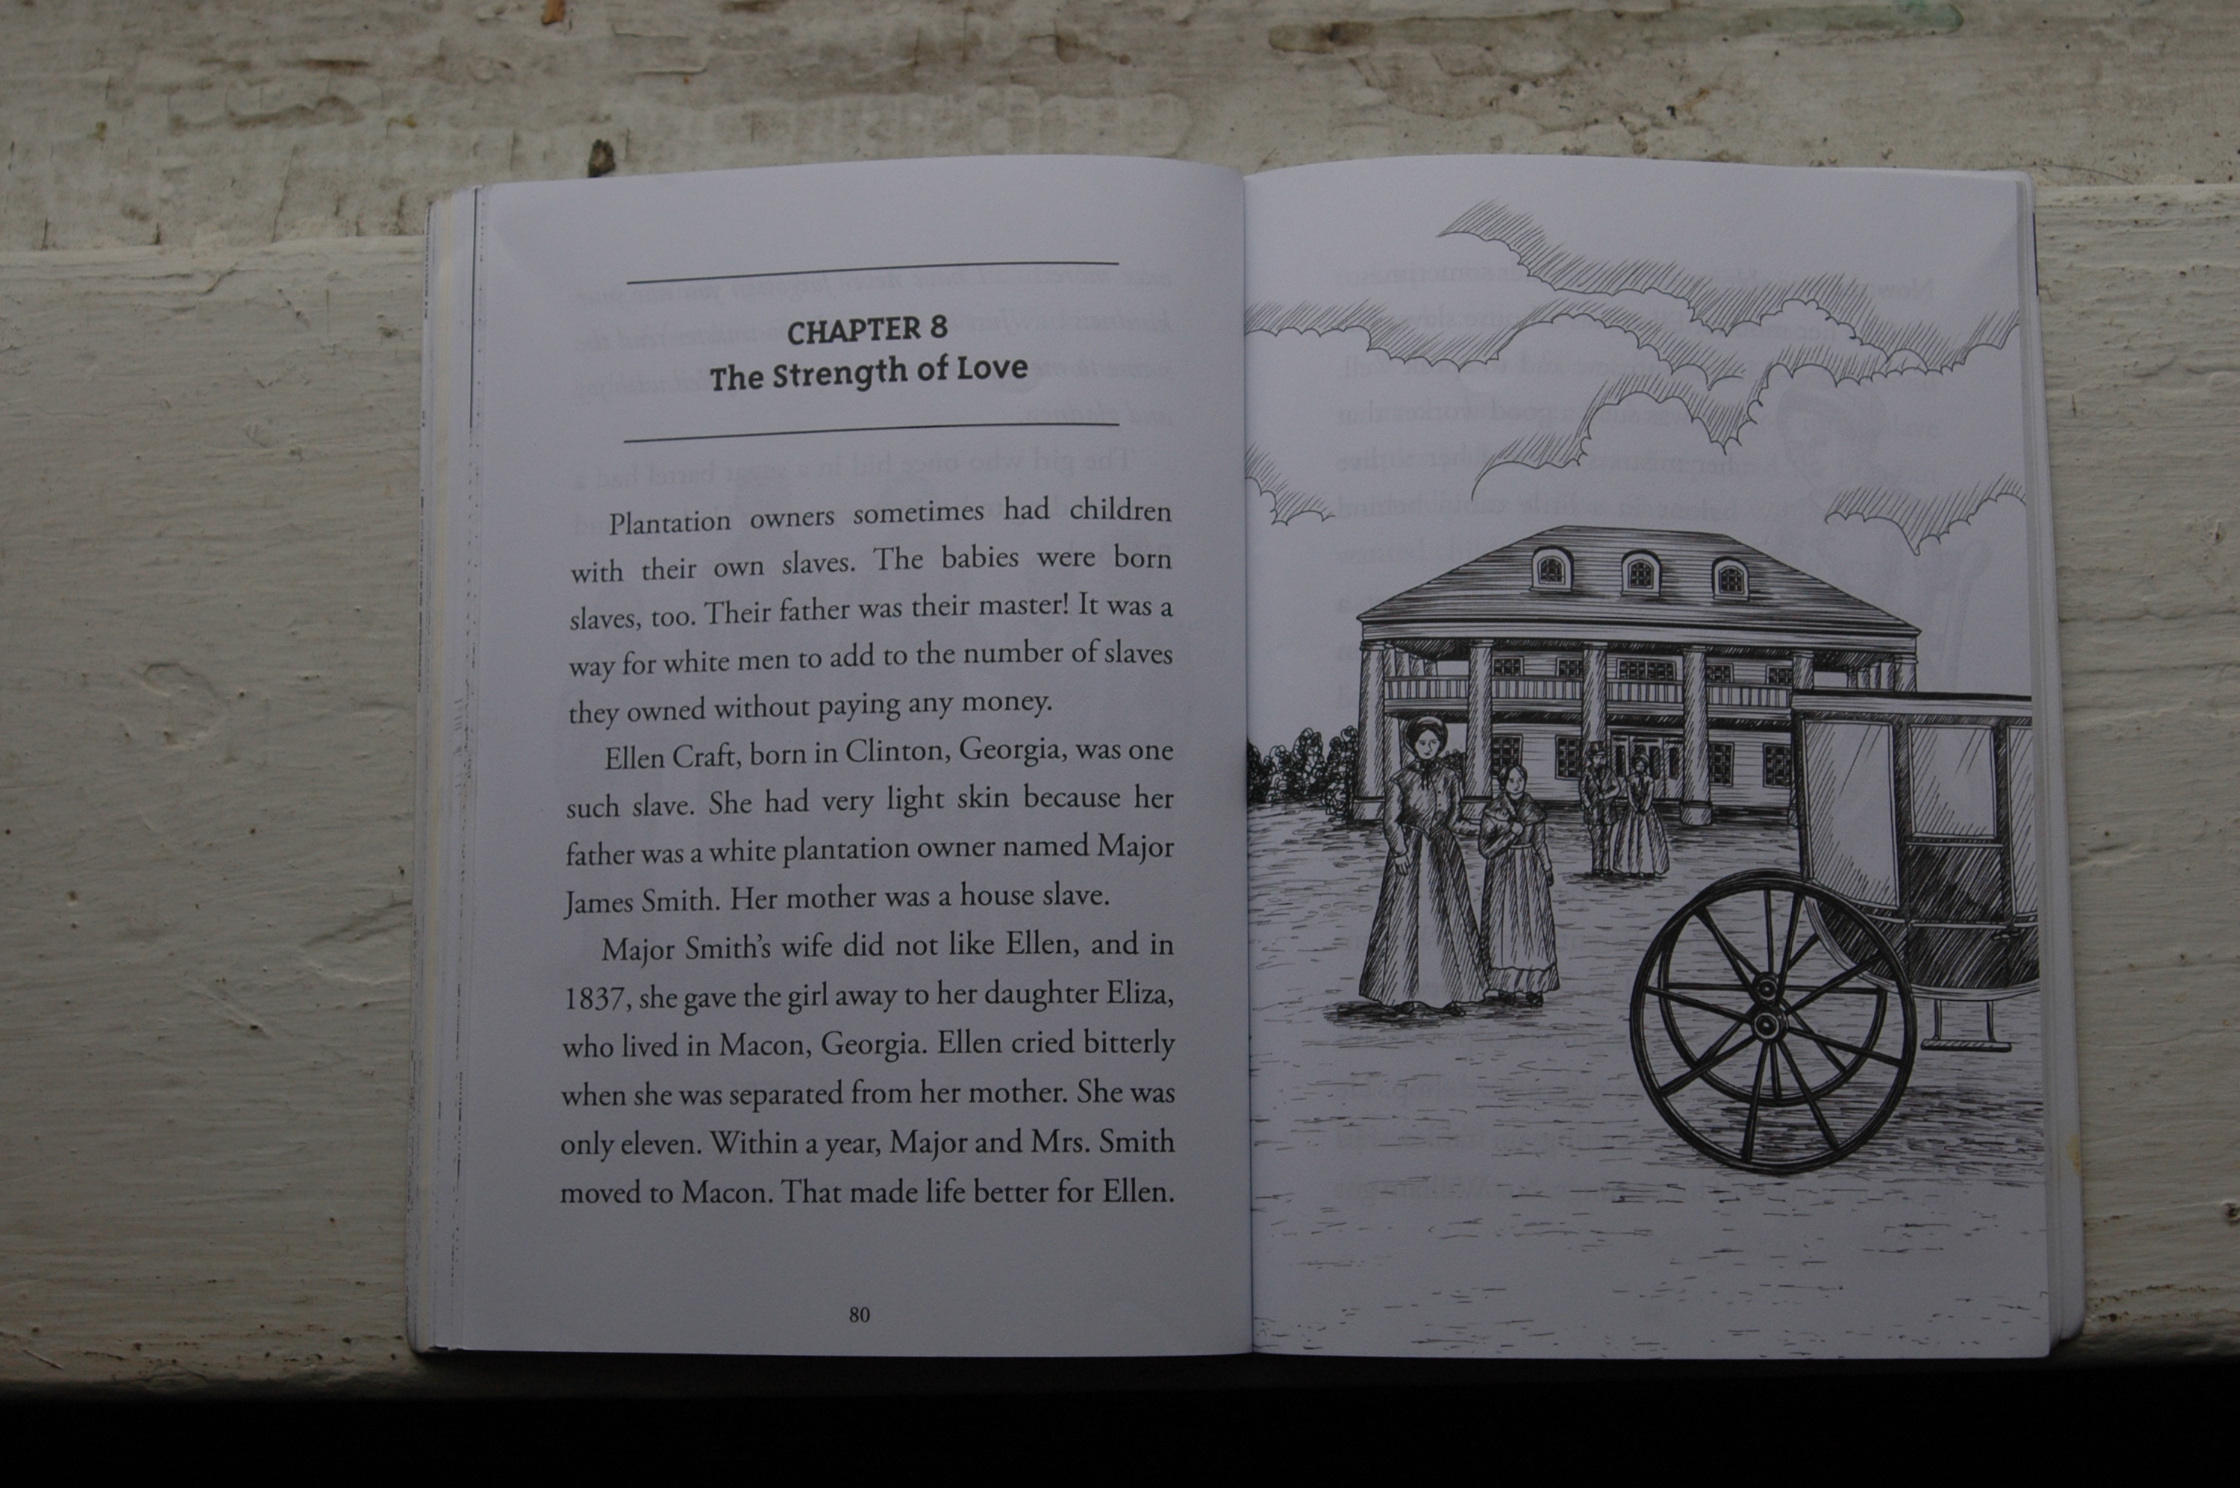 CHAPTER 8
The Strength of Love
Plantation owners sometimes had children
with their own slaves. The babies were born
slaves, too. Their father was their master! It was a
way for white men to add to the number of slaves
they owned without paying any money.
Ellen Craft, born in Clinton, Georgia, was one
such slave. She had very light skin because her
father was a white plantation owner named Major
James Smith. Her mother was a house slave.
Major Smith’s wife did not like Ellen, and in
1837, she gave the girl away to her daughter Eliza,
who lived in Macon, Georgia. Ellen cried bitterly
when she was separated from her mother. She was
only eleven. Within a year, Major and Mrs. Smith
moved to Macon. That made life better for Ellen.
80